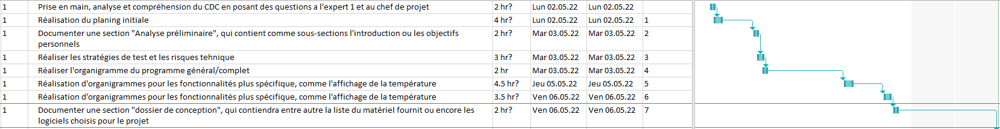 1 Prise en main, analyse et compréhension du CDC en posant des questions a l'expert 1 et au chef de projet 2 hr? Lun 02.05.22 Lun 02.05.22
1 Réalisation du planing initiale 4 hr? Lun 02.05.22 Lun 02.05.22 1
1 Documenter une section "Analyse préliminaire", qui contient comme sous-sections l'introduction ou les objectifs 2 hr? Mar 03.05.22 Mar 03.05.22 2
personnels
1 Réaliser les stratégies de test et les risques tehnique 3 hr? Mar 03.05.22 Mar 03.05.22 3
1 Réaliser l'organigramme du programme général/complet 2 hr Mar 03.05.22 Mar 03.05.22 4
1 Réalisation d'organigrammes pour les fonctionnalités plus spécifique, comme l'affichage de la température 4.5 hr? Jeu 05.05.22 Jeu 05.05.22 5
1 Réalisation d'organigrammes pour les fonctionnalités plus spécifique, comme l'affichage de la température 3.5 hr? Ven 06.05.22 Ven 06.05.22 6
1 Documenter une section "dossier de conception", qui contiendra entre autre la liste du matériel fournit ou encore les 2 hr? Ven 06.05.22 Ven 06.05.22 7
logiciels choisis pour le projet